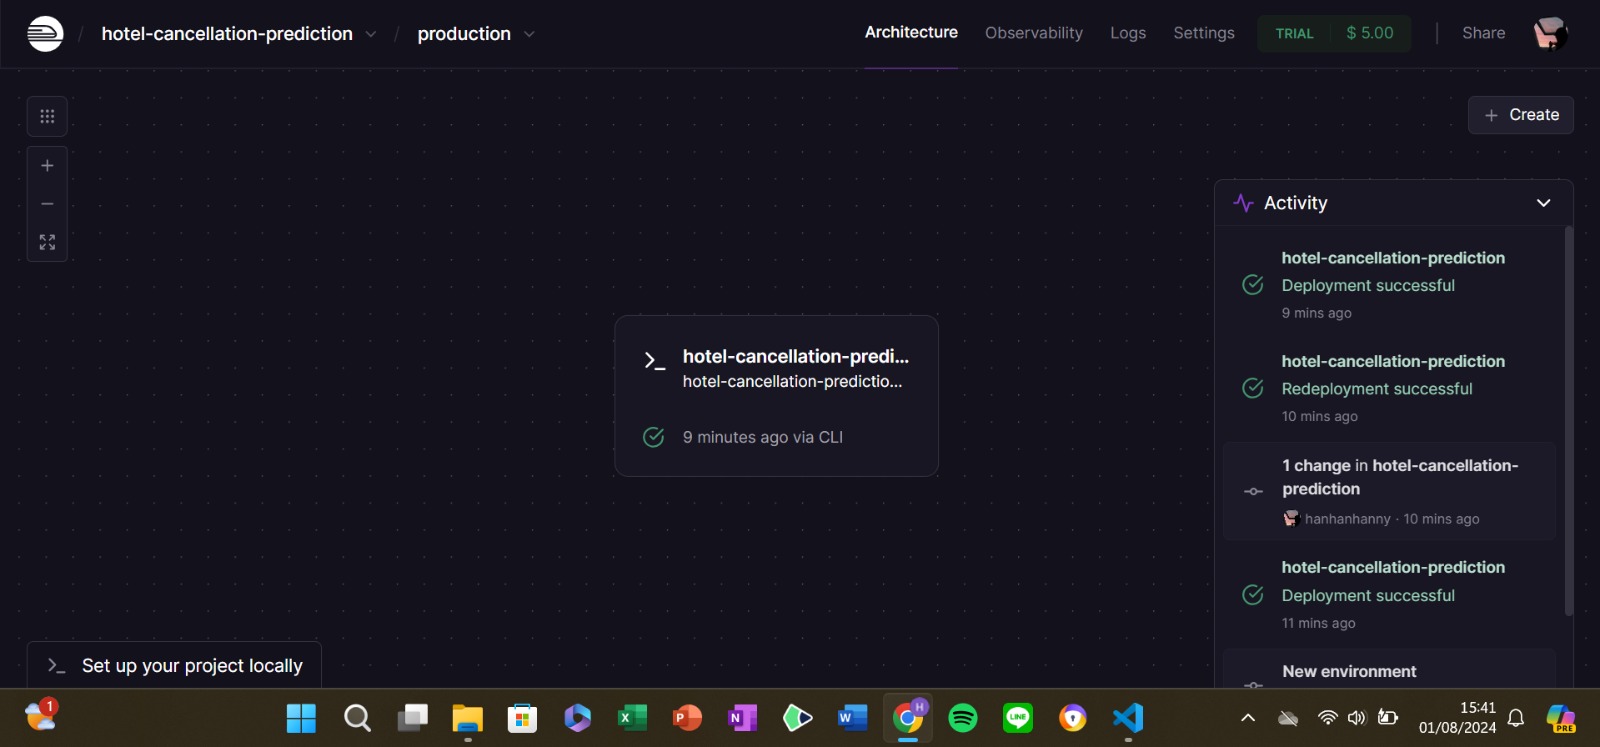 / hotel-cancellation-prediction / production
Architecture Observability Logs Settings TRIAL $ 5.00 Share
+ Create
Activity
hotel-cancellation-prediction
Deployment successful
9 mins ago
hotel-cancellation-prediction
Redeployment successful
10 mins ago
1 change in hotel-cancellation-
prediction
hanhanhanny · 10 mins ago
hotel-cancellation-prediction
Deployment successful
11 mins ago
New environment
>_ hotel-cancellation-predi...
hotel-cancellation-predictio...
9 minutes ago via CLI
>_ Set up your project locally
1
X
P
N
W
H
LINE
15:41
01/08/2024
PRE